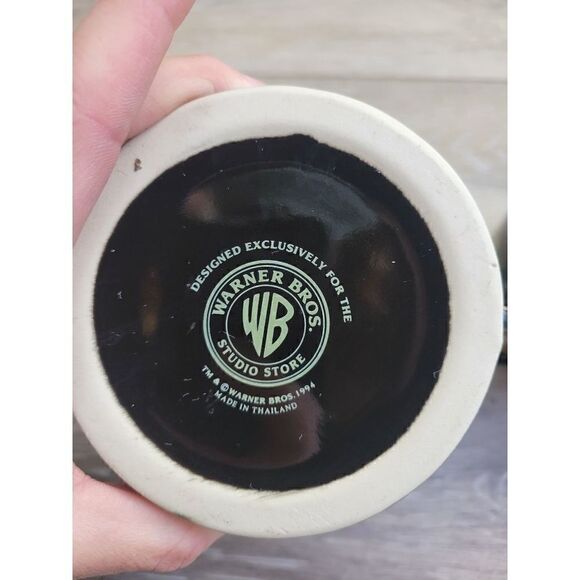 DESIGNED EXCLUSIVELY FOR THE
WARNER BROS.
WB
STUDIO STORE
TM & © WARNER BROS. 1994
MADE IN THAILAND